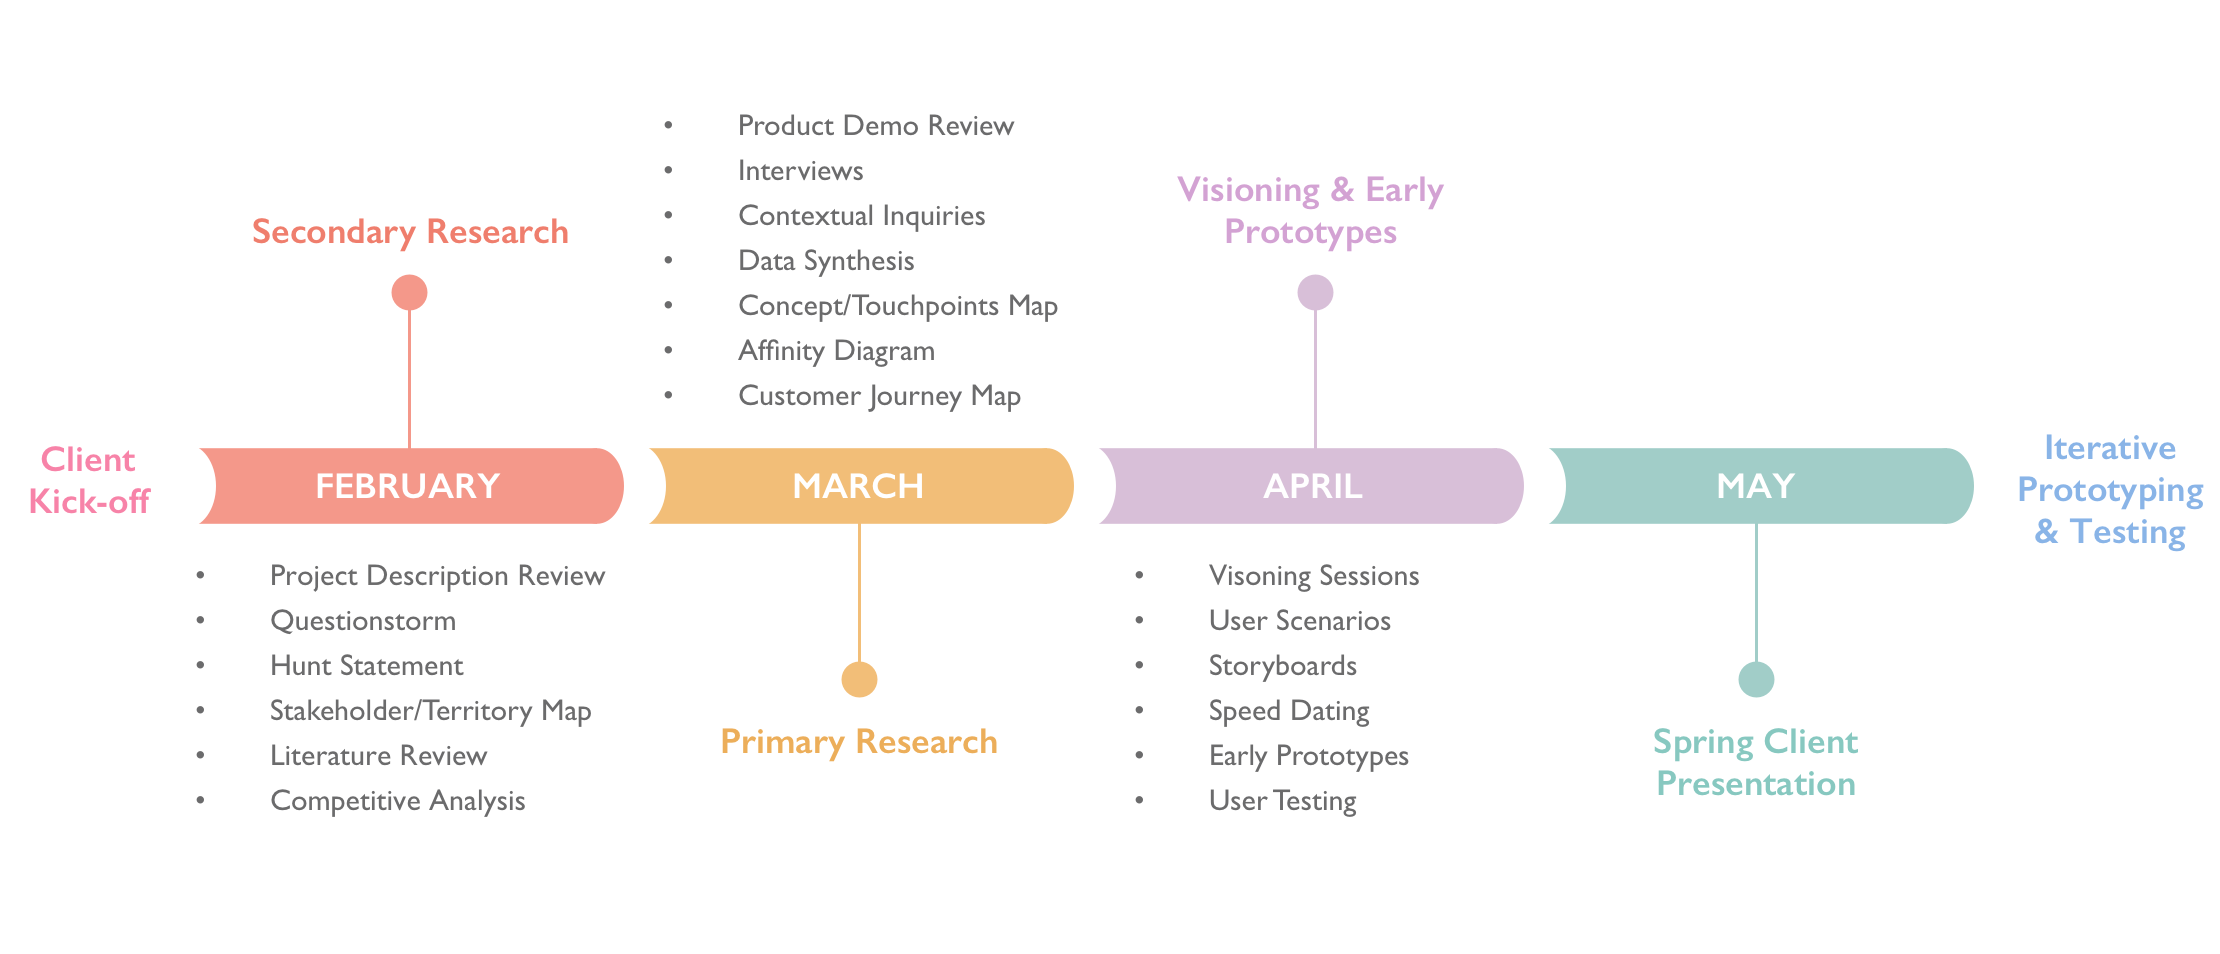 Client
Kick-off
Secondary Research
FEBRUARY
• Project Description Review
• Questionstorm
• Hunt Statement
• Stakeholder/Territory Map
• Literature Review
• Competitive Analysis
• Product Demo Review
• Interviews
• Contextual Inquiries
• Data Synthesis
• Concept/Touchpoints Map
• Affinity Diagram
• Customer Journey Map
MARCH
Primary Research
Visioning & Early
Prototypes
APRIL
• Visoning Sessions
• User Scenarios
• Storyboards
• Speed Dating
• Early Prototypes
• User Testing
MAY
Spring Client
Presentation
Iterative
Prototyping
& Testing